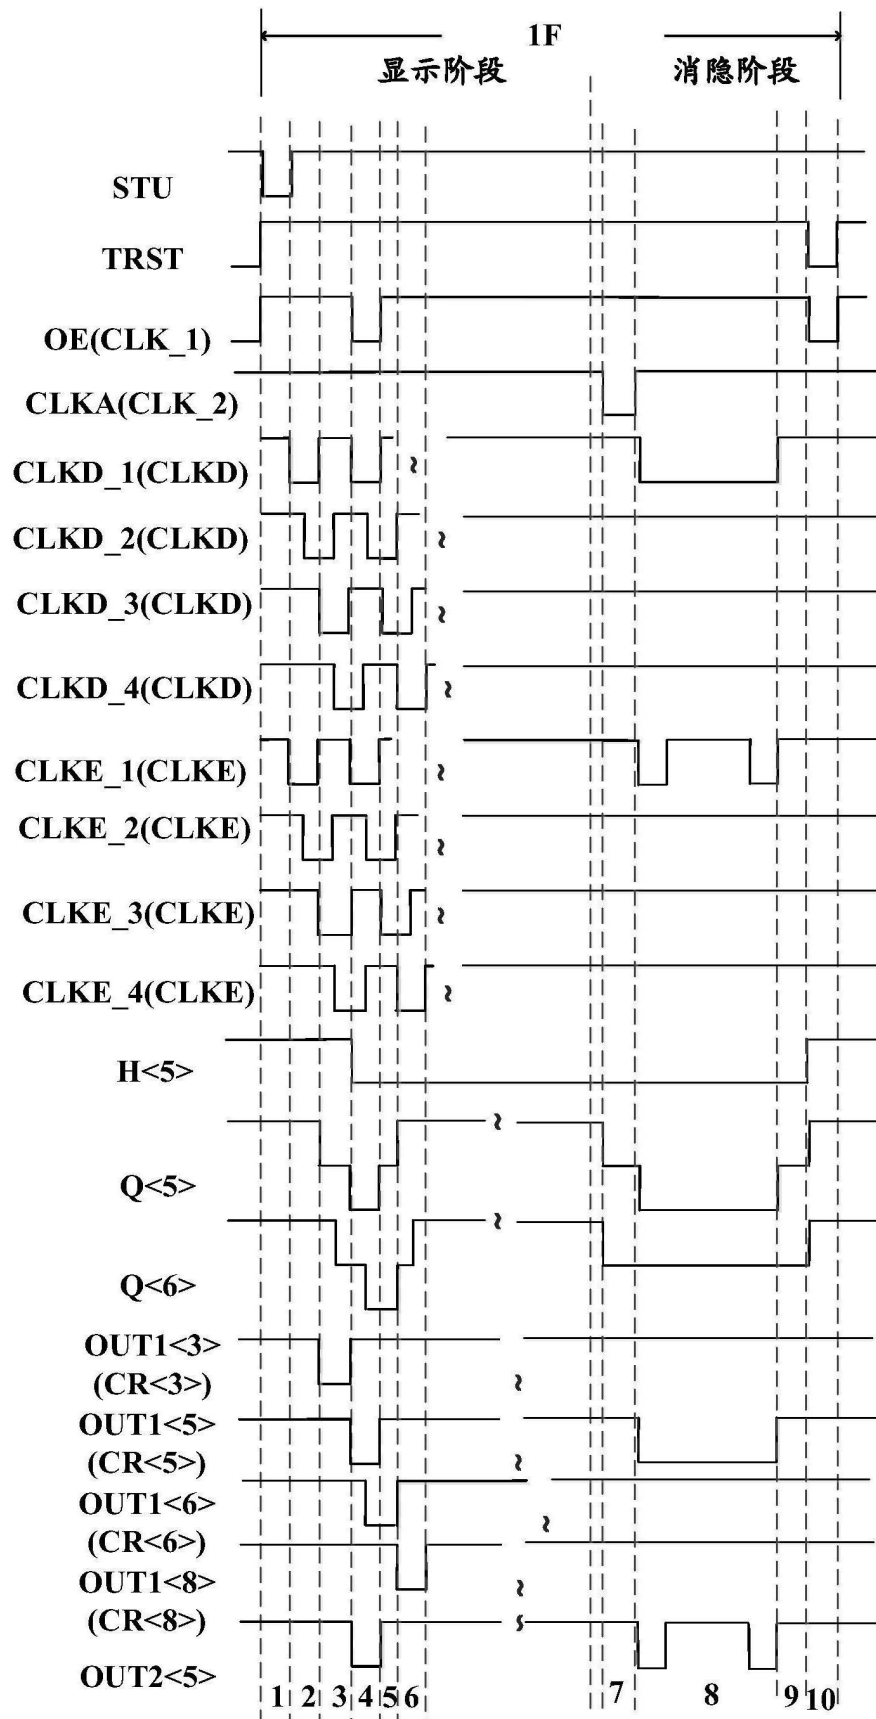 1F
显示阶段 消隐阶段
STU
TRST
OE(CLK_1)
CLKA(CLK_2)
CLKD_1(CLKD)
CLKD_2(CLKD)
CLKD_3(CLKD)
CLKD_4(CLKD)
CLKE_1(CLKE)
CLKE_2(CLKE)
CLKE_3(CLKE)
CLKE_4(CLKE)
H<5>
Q<5>
Q<6>
OUT1<3>
(CR<3>)
OUT1<5>
(CR<5>)
OUT1<6>
(CR<6>)
OUT1<8>
(CR<8>)
OUT2<5>
1 2 3 4 5 6 7 8 9 10